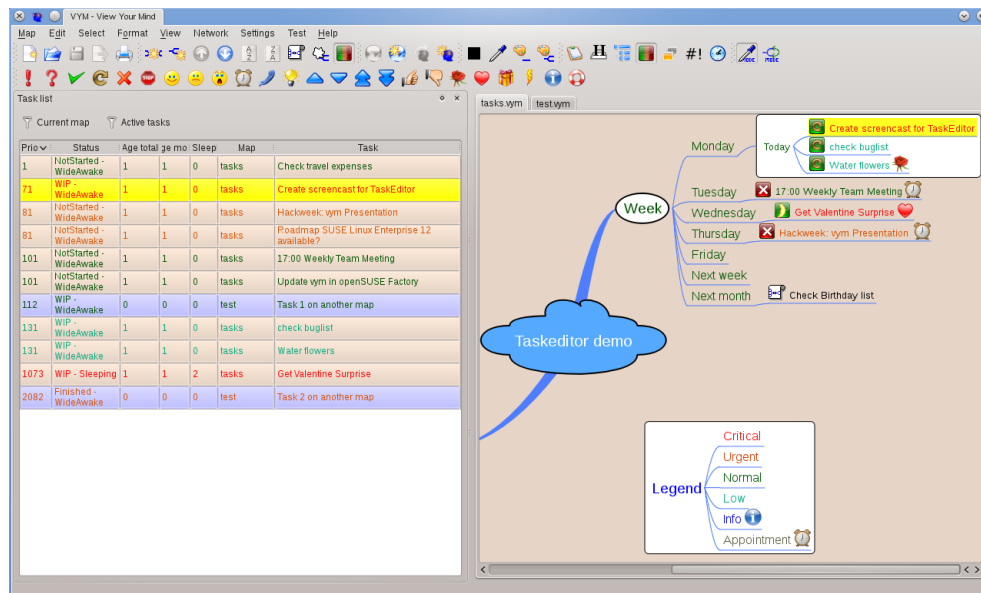 VYM - View Your Mind
Map Edit Select Format View Network Settings Test Help
Task list
Current map Active tasks
Prio Status Age total ge mo Sleep Map Task
1 NotStarted - WideAwake 1 1 0 tasks Check travel expenses
71 WIP - WideAwake 1 1 0 tasks Create screencast for TaskEditor
81 NotStarted - WideAwake 1 1 0 tasks Hackweek: vym Presentation
81 NotStarted - WideAwake 1 1 0 tasks Roadmap SUSE Linux Enterprise 12 available?
101 NotStarted - WideAwake 1 1 0 tasks 17:00 Weekly Team Meeting
101 NotStarted - WideAwake 1 1 0 tasks Update vym in openSUSE Factory
112 WIP - WideAwake 0 0 0 test Task 1 on another map
131 WIP - WideAwake 1 1 0 tasks check buglist
131 WIP - WideAwake 1 1 0 tasks Water flowers
1073 WIP - Sleeping 1 1 2 tasks Get Valentine Surprise
2082 Finished - WideAwake 0 0 0 test Task 2 on another map
tasks.vym test.vym
Taskeditor demo
Week
Monday
Today
Create screencast for TaskEditor
check buglist
Water flowers
Tuesday 17:00 Weekly Team Meeting
Wednesday Get Valentine Surprise
Thursday Hackweek: vym Presentation
Friday
Next week
Next month Check Birthday list
Legend
Critical
Urgent
Normal
Low
Info
Appointment